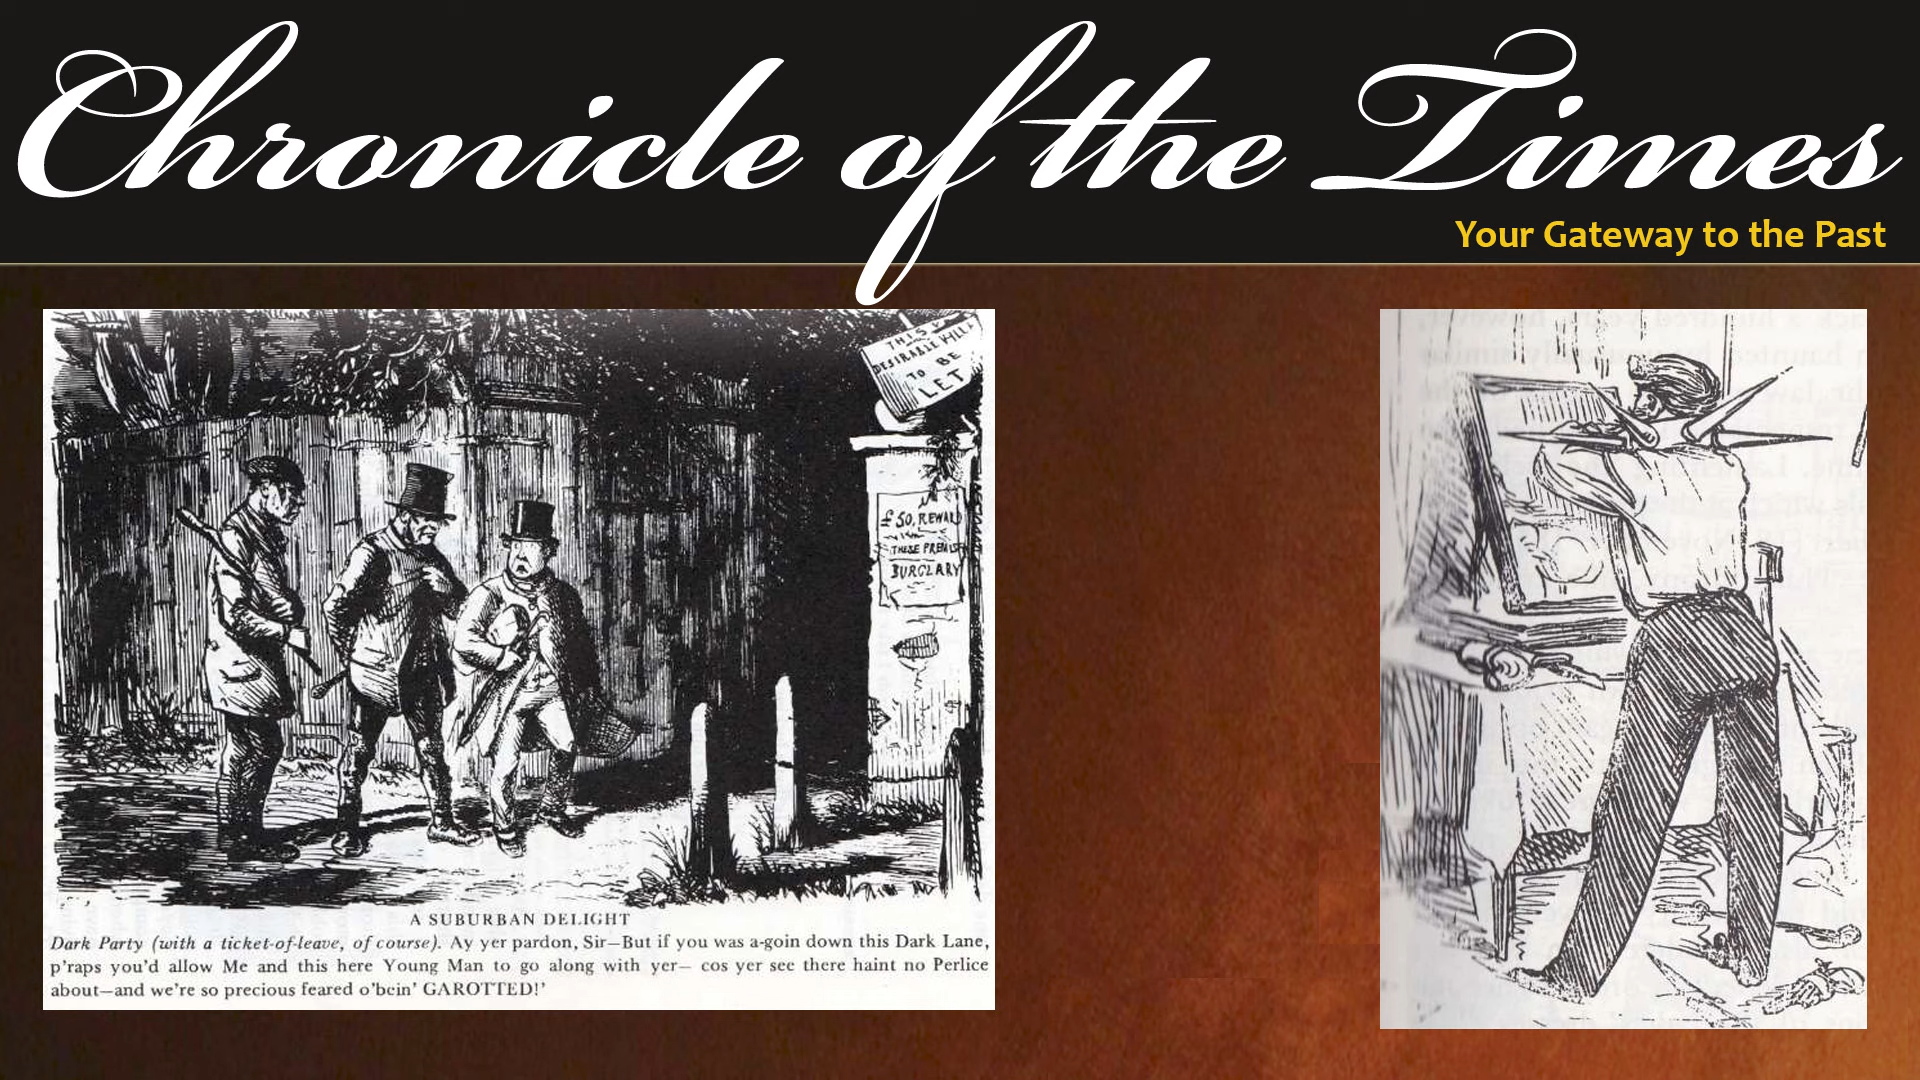 Chronicle of the Times
Your Gateway to the Past
THIS
DESIRABLE VILLA
TO BE
LET
£50, REWARD
THESE PREMIS
BURGLARY
A SUBURBAN DELIGHT
Dark Party (with a ticket-of-leave, of course). Ay yer pardon, Sir—But if you was a-goin down this Dark Lane,
p'raps you'd allow Me and this here Young Man to go along with yer— cos yer see there haint no Perlice
about—and we're so precious feared o'bein' GAROTTED!'